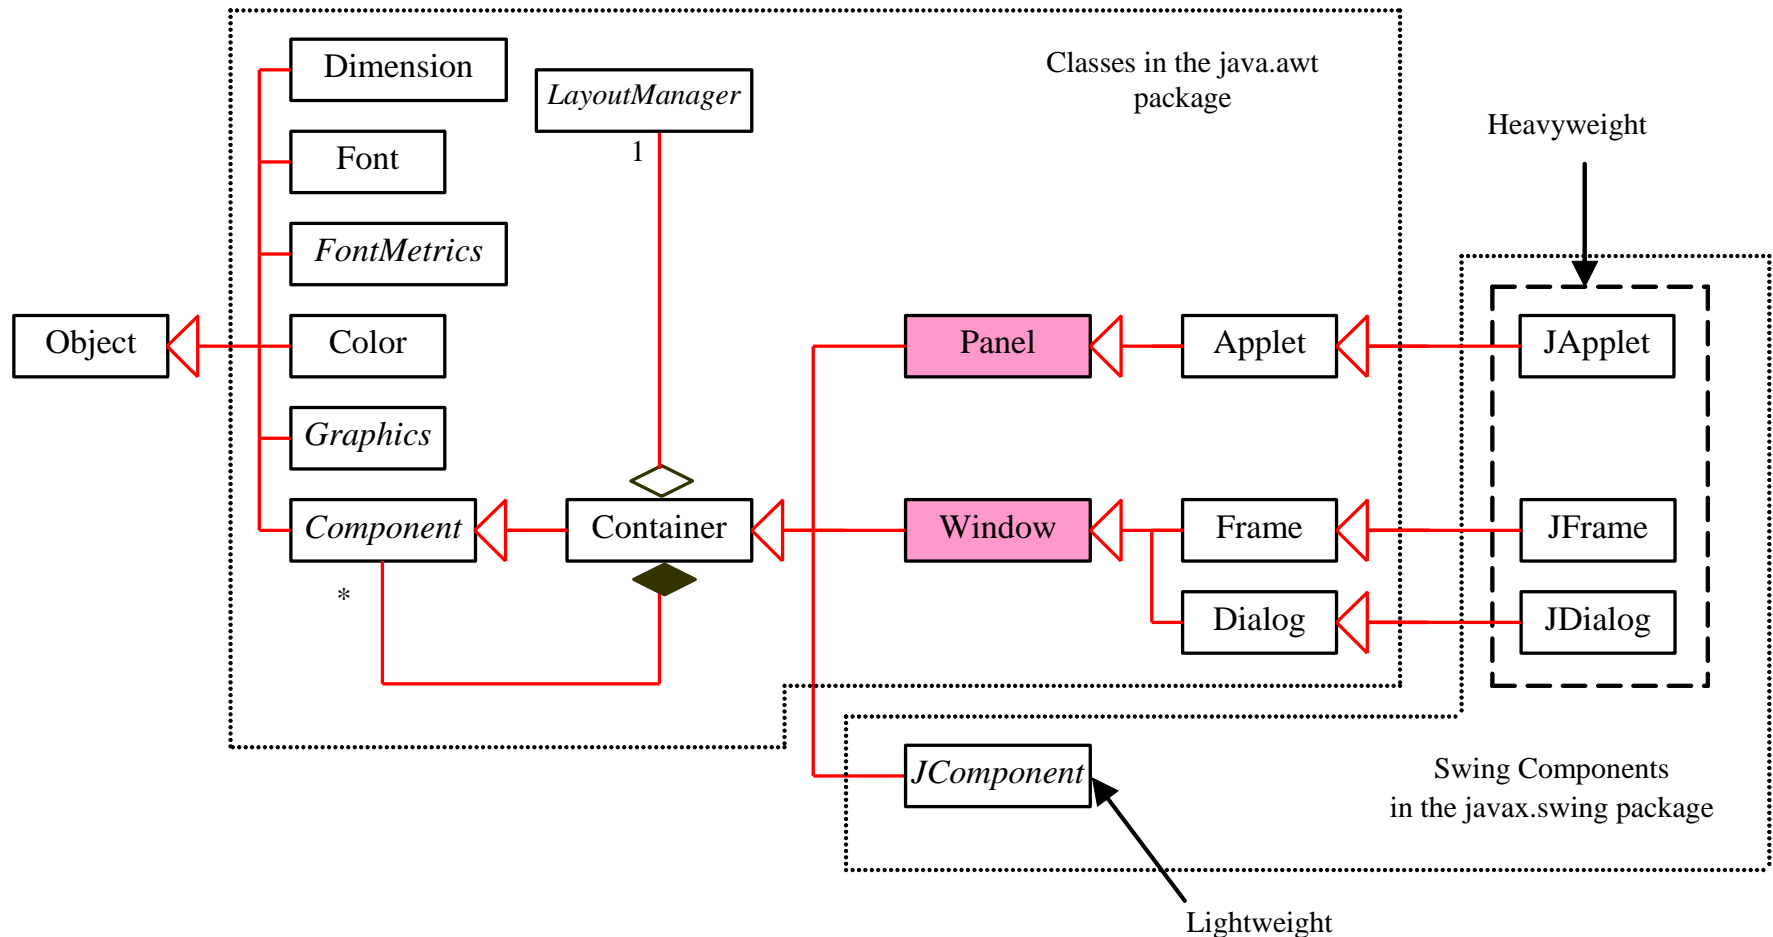 Dimension
LayoutManager
Classes in the java.awt
package
Heavyweight
Font
1
FontMetrics
Object
Color
Panel
Applet
JApplet
Graphics
Component
Container
Window
Frame
JFrame
*
Dialog
JDialog
JComponent
Swing Components
in the javax.swing package
Lightweight